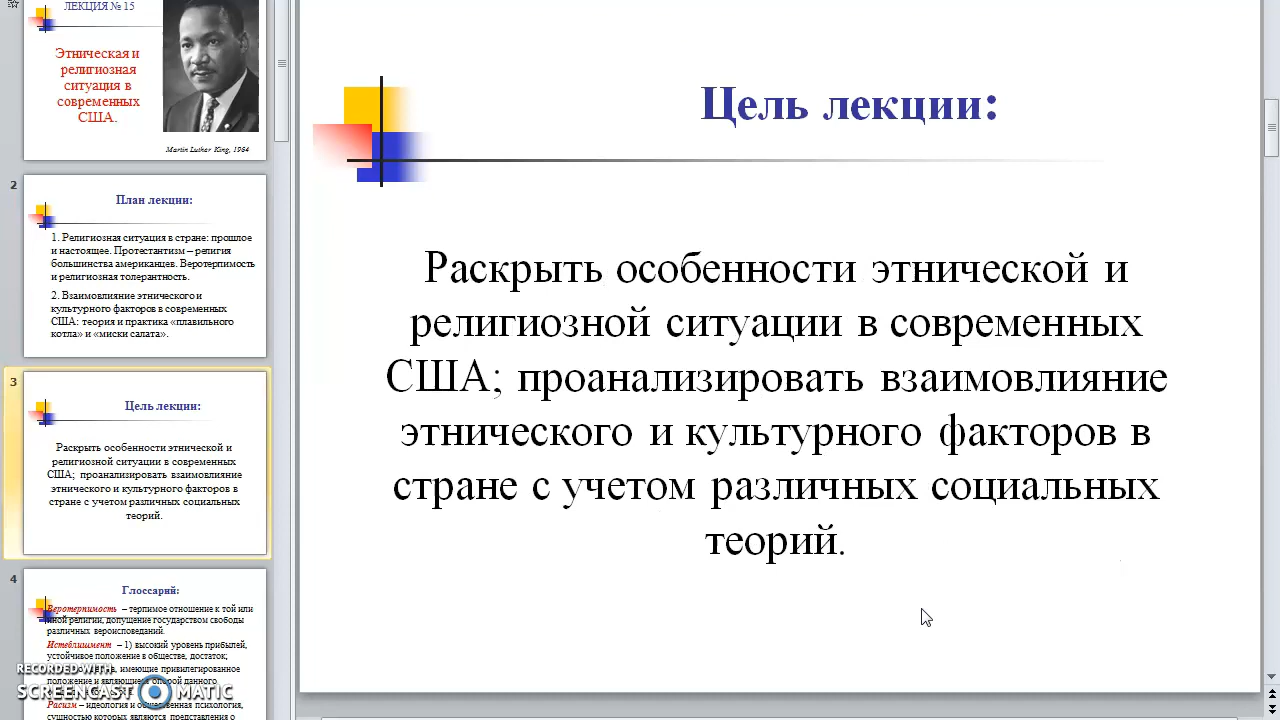 ЛЕКЦИЯ № 15
Этническая и
религиозная
ситуация в
современных
США.
Martin Luther King, 1964
2
План лекции:
1. Религиозная ситуация в стране: прошлое
и настоящее. Протестантизм – религия
большинства американцев. Веротерпимость
и религиозная толерантность.
2. Взаимовлияние этнического и
культурного факторов в современных
США: теория и практика «плавильного
котла» и «миски салата».
3
Цель лекции:
Раскрыть особенности этнической и
религиозной ситуации в современных
США; проанализировать взаимовлияние
этнического и культурного факторов в
стране с учетом различных социальных
теорий.
4
Глоссарий:
Веротерпимость – терпимое отношение к той или
иной религии, допущение государством свободы
различных вероисповеданий.
Истеблишмент – 1) высокий уровень прибылей,
устойчивое положение в обществе, достаток;
имеющие привилегированное
положение и являющиеся опорой данного
Расизм – идеология и общественная психология,
сущностью которых являются представления о
RECORDED WITH
SCREENCAST MATIC
Цель лекции:
Раскрыть особенности этнической и
религиозной ситуации в современных
США; проанализировать взаимовлияние
этнического и культурного факторов в
стране с учетом различных социальных
теорий.